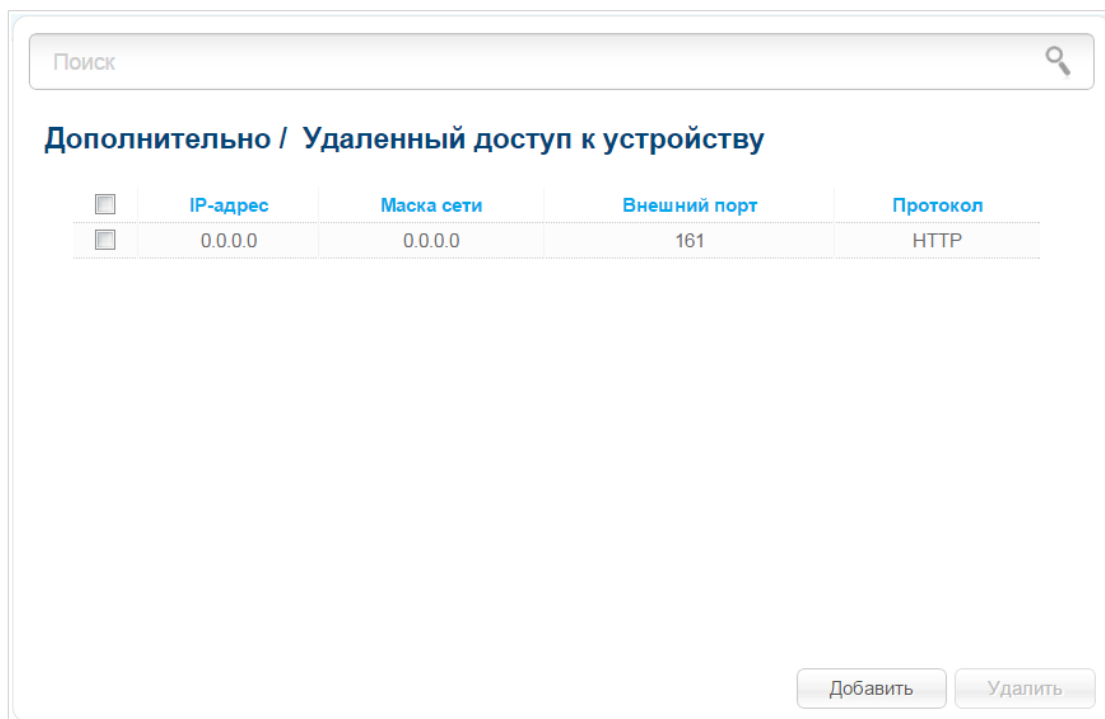 Поиск
Дополнительно / Удаленный доступ к устройству
IP-адрес Маска сети Внешний порт Протокол
0.0.0.0 0.0.0.0 161 HTTP
Добавить Удалить